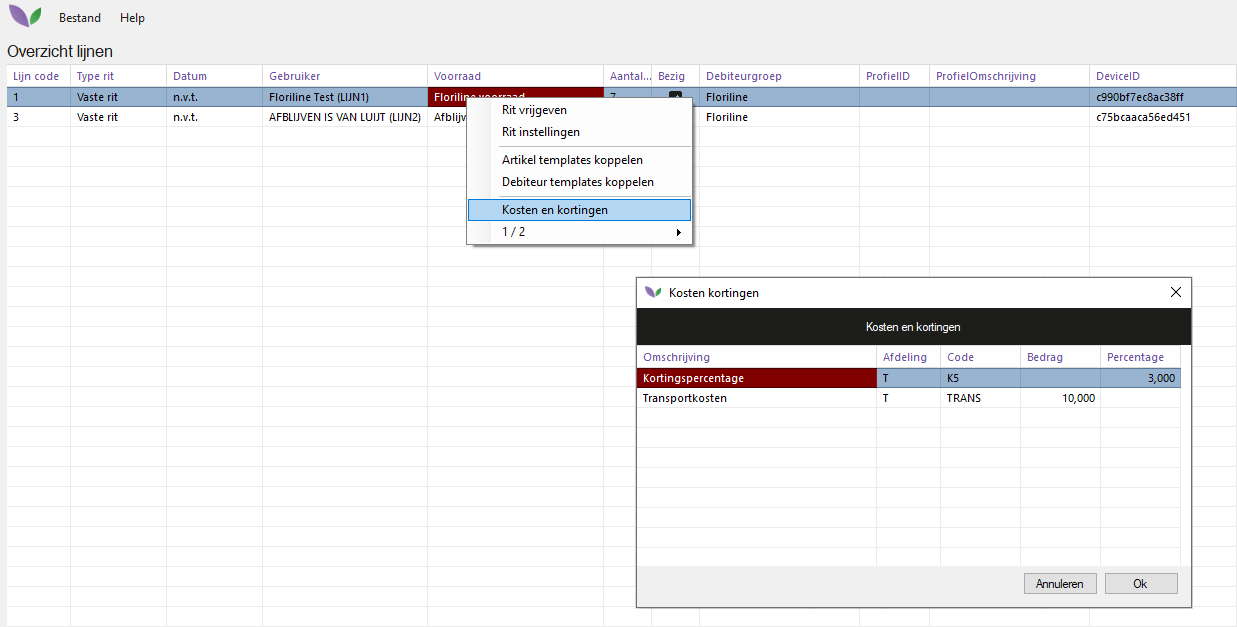 Bestand Help
Overzicht lijnen
Lijn code Type rit Datum Gebruiker Voorraad Aantal... Bezig Debiteurgroep ProfielID ProfielOmschrijving DeviceID
1 Vaste rit n.v.t. Floriline Test (LIJN1) Floriline voorraad 7 Floriline c990bf7ec8ac38ff
3 Vaste rit n.v.t. AFBLIJVEN IS VAN LUIJT (LIJN2) Afblijv Floriline c75bcaaca56ed451
Rit vrijgeven
Rit instellingen
Artikel templates koppelen
Debiteur templates koppelen
Kosten en kortingen
1 / 2
Kosten kortingen
Kosten en kortingen
Omschrijving Afdeling Code Bedrag Percentage
Kortingspercentage T K5 3,000
Transportkosten T TRANS 10,000
Annuleren Ok